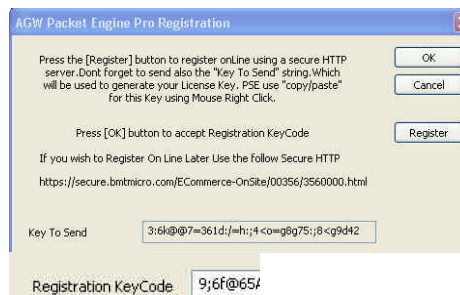 AGW Packet Engine Pro Registration
Press the [Register] button to register onLine using a secure HTTP
server.Dont forget to send also the "Key To Send" string.Which
will be used to generate your License Key. PSE use "copy/paste"
for this Key using Mouse Right Click.
OK
Cancel
Press [OK] button to accept Registration KeyCode
Register
If you wish to Register On Line Later Use the follow Secure HTTP
https://secure.bmtmicro.com/ECommerce-OnSite/00356/3560000.html
Key To Send
3:6k@@7=361d:/=h:;4<o=g8g75:;8<g9d42
Registration KeyCode
9;6f@65A